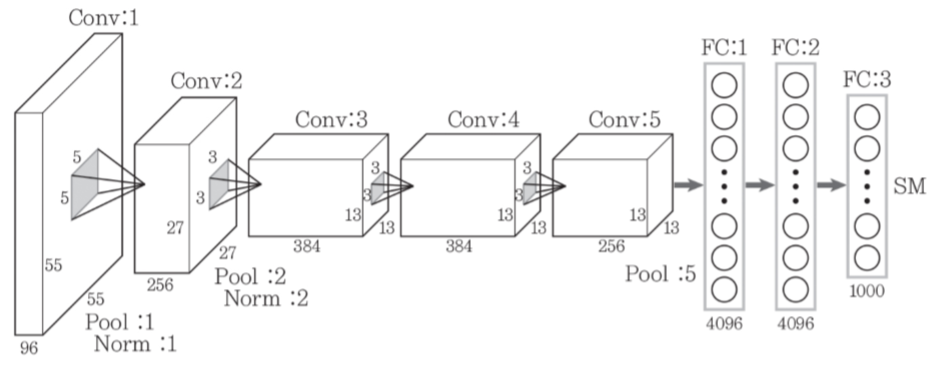 Conv:1
5
5
55
55
96
Pool :1
Norm :1
Conv:2
3
3
27
27
256
Pool :2
Norm :2
Conv:3
3
3
13
13
384
Conv:4
3
3
13
13
384
Conv:5
13
13
256
Pool :5
FC:1
4096
FC:2
4096
FC:3
1000
SM